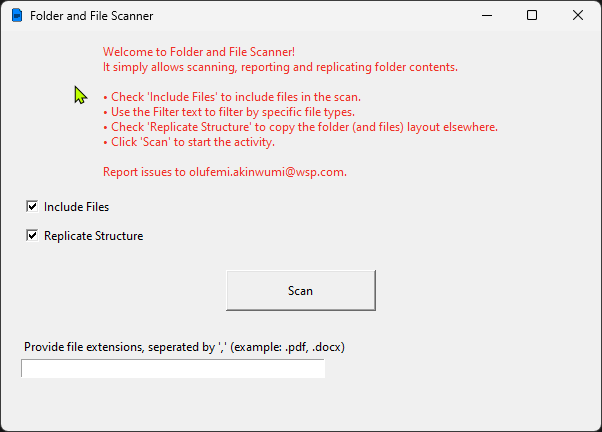 Folder and File Scanner
Welcome to Folder and File Scanner!
It simply allows scanning, reporting and replicating folder contents.
• Check 'Include Files' to include files in the scan.
• Use the Filter text to filter by specific file types.
• Check 'Replicate Structure' to copy the folder (and files) layout elsewhere.
• Click 'Scan' to start the activity.
Report issues to olufemi.akinwumi@wsp.com.
Include Files
Replicate Structure
Scan
Provide file extensions, seperated by ',' (example: .pdf, .docx)